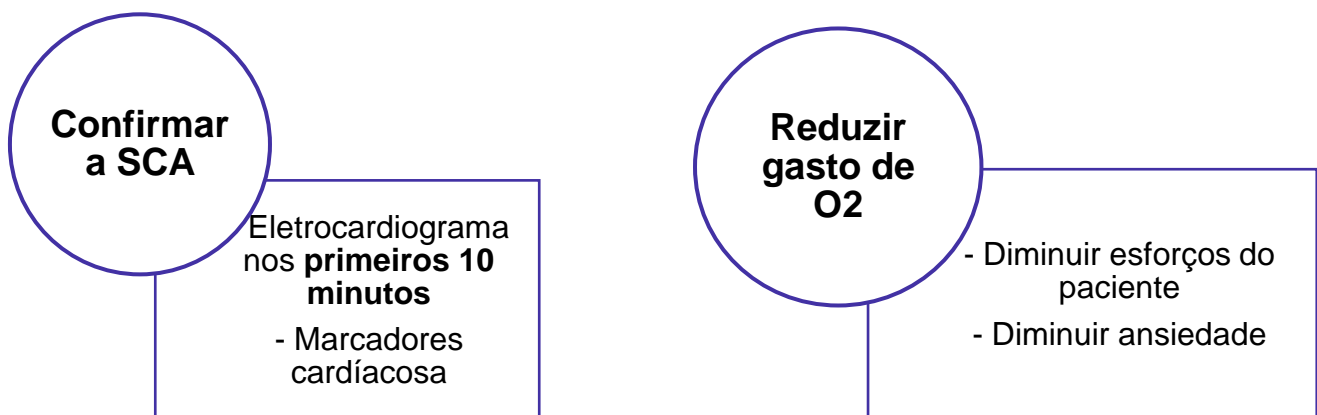 Confirmar
a SCA
Eletrocardiograma
nos primeiros 10
minutos
- Marcadores
cardíacosa
Reduzir
gasto de
O2
- Diminuir esforços do
paciente
- Diminuir ansiedade